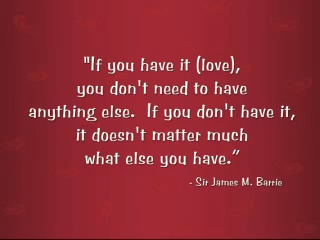 "If you have it (love),
you don't need to have
anything else.  If you don't have it,
it doesn't matter much
what else you have.”
- Sir James M. Barrie